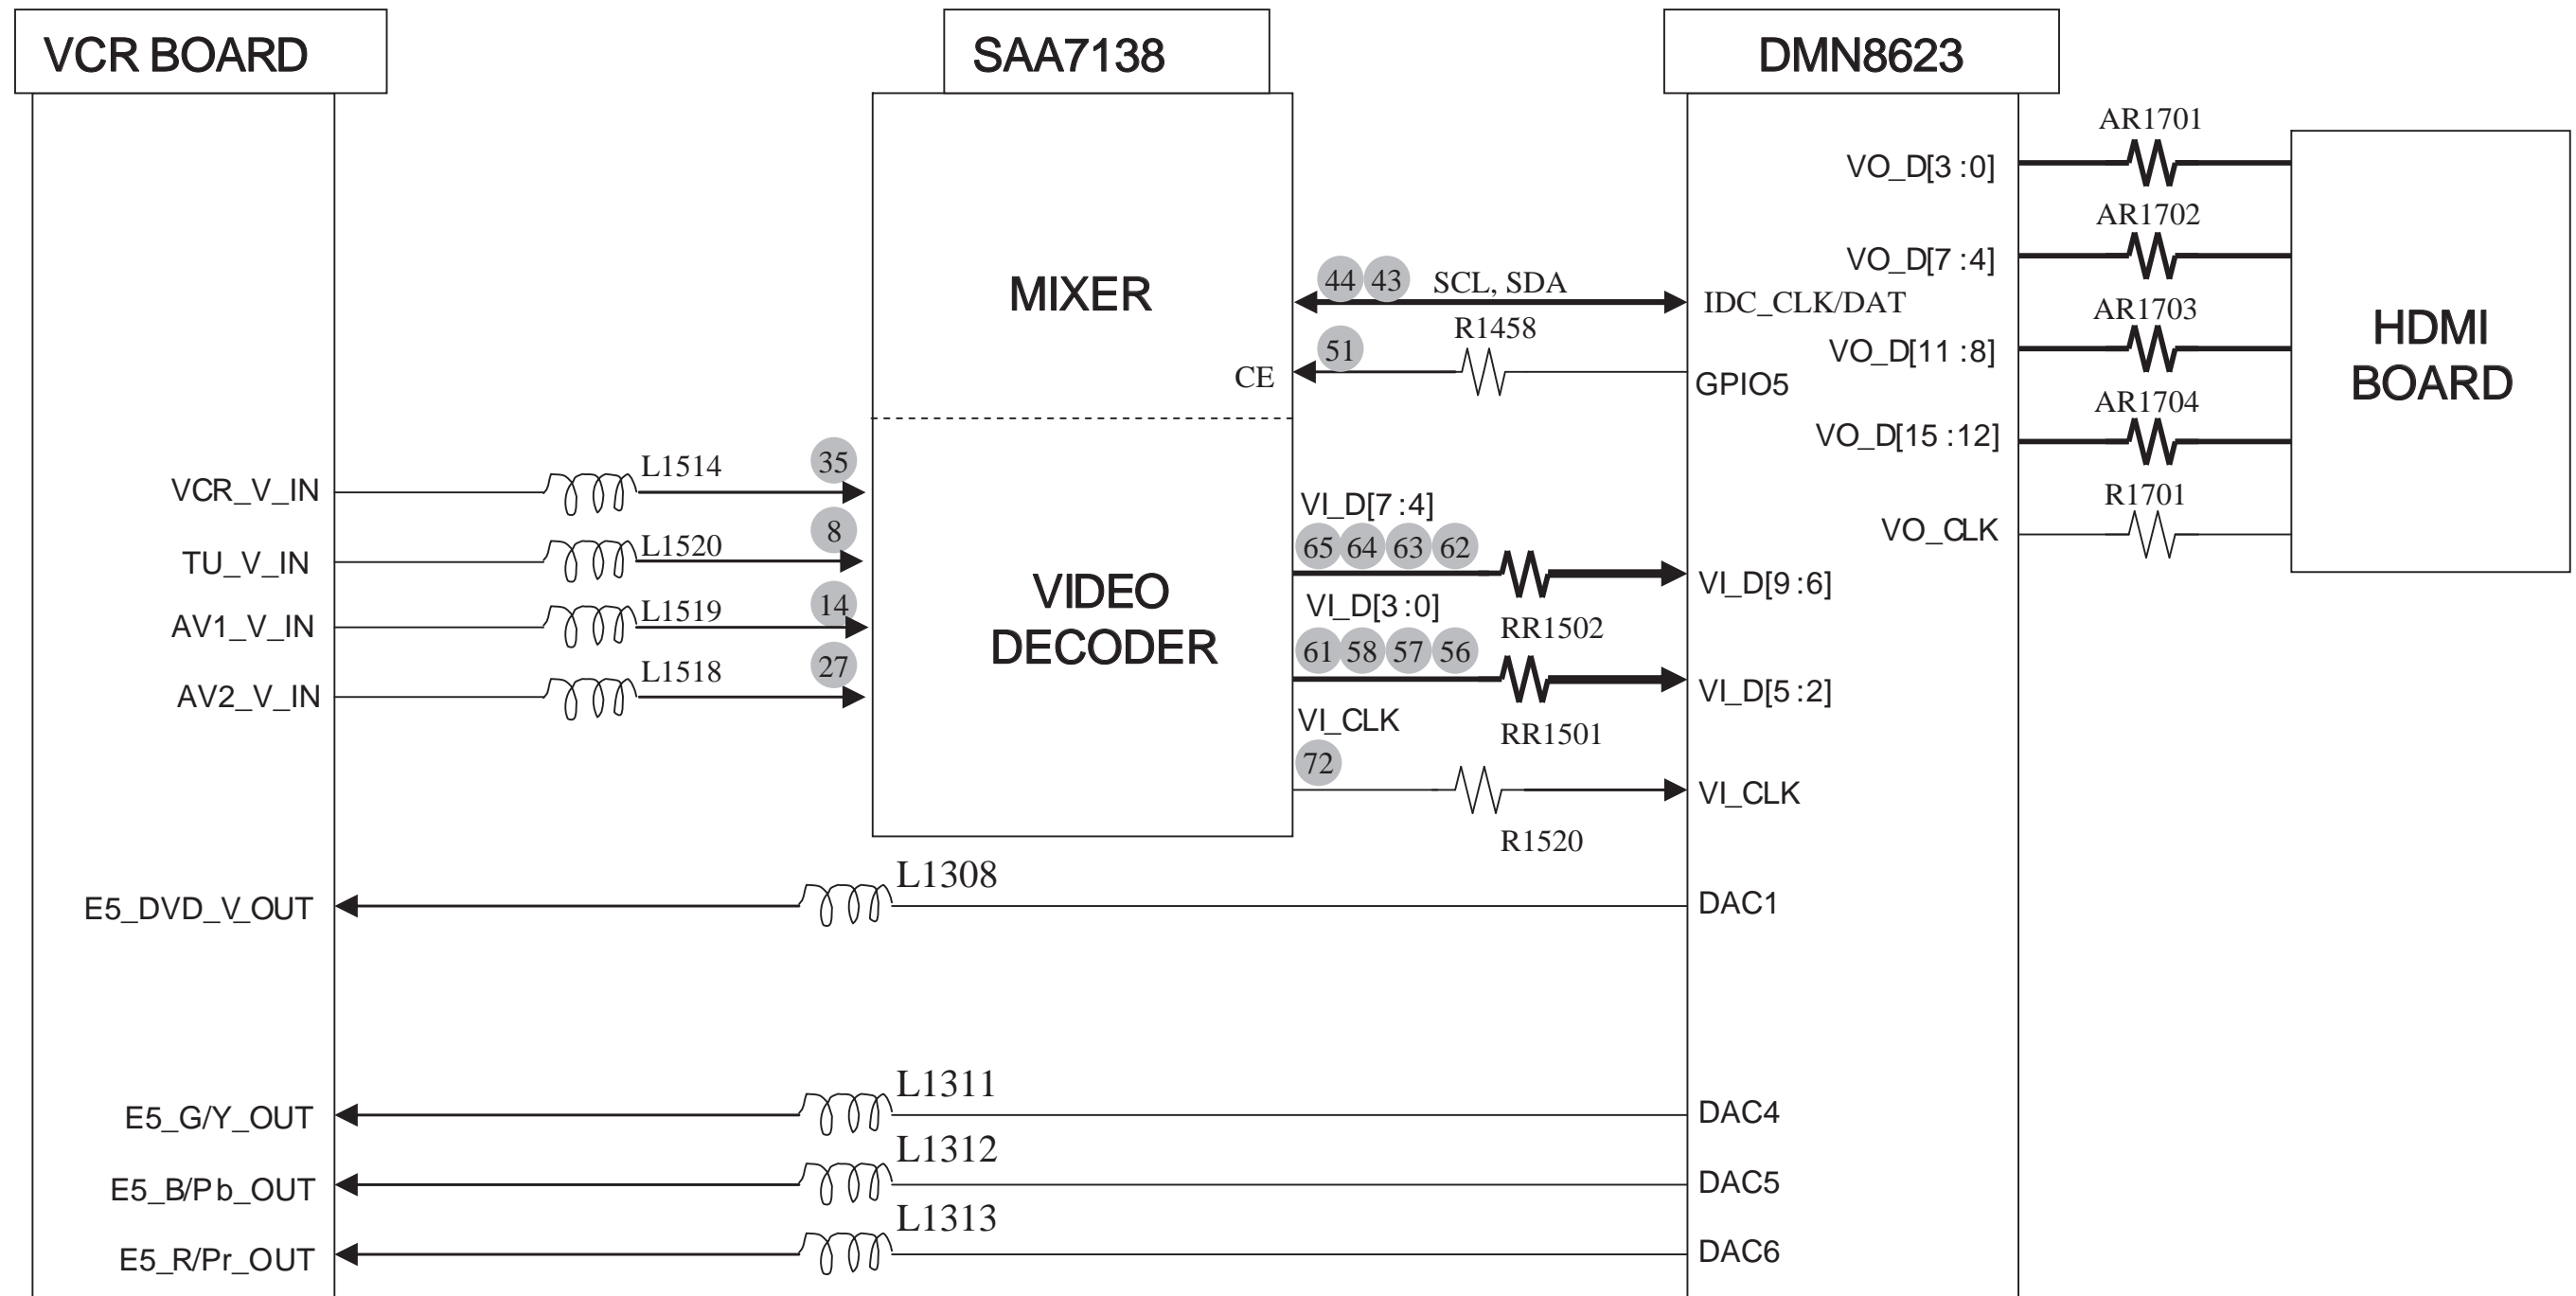 VCR BOARD
SAA7138
DMN8623
AR1701
VO_D[3:0]
AR1702
VO_D[7:4]
44 43 SCL, SDA
IDC_CLK/DAT
AR1703
MIXER
HDMI
BOARD
51
R1458
VO_D[11:8]
CE
GPIO5
AR1704
VO_D[15:12]
VCR_V_IN
L1514
35
R1701
VO_CLK
TU_V_IN
L1520
8
AV1_V_IN
L1519
14
AV2_V_IN
L1518
27
VIDEO
DECODER
VI_D[7:4]
65 64 63 62
RR1502
VI_D[9:6]
VI_D[3:0]
61 58 57 56
RR1501
VI_D[5:2]
VI_CLK
72
R1520
VI_CLK
E5_DVD_V_OUT
L1308
DAC1
E5_G/Y_OUT
L1311
DAC4
E5_B/Pb_OUT
L1312
DAC5
E5_R/Pr_OUT
L1313
DAC6